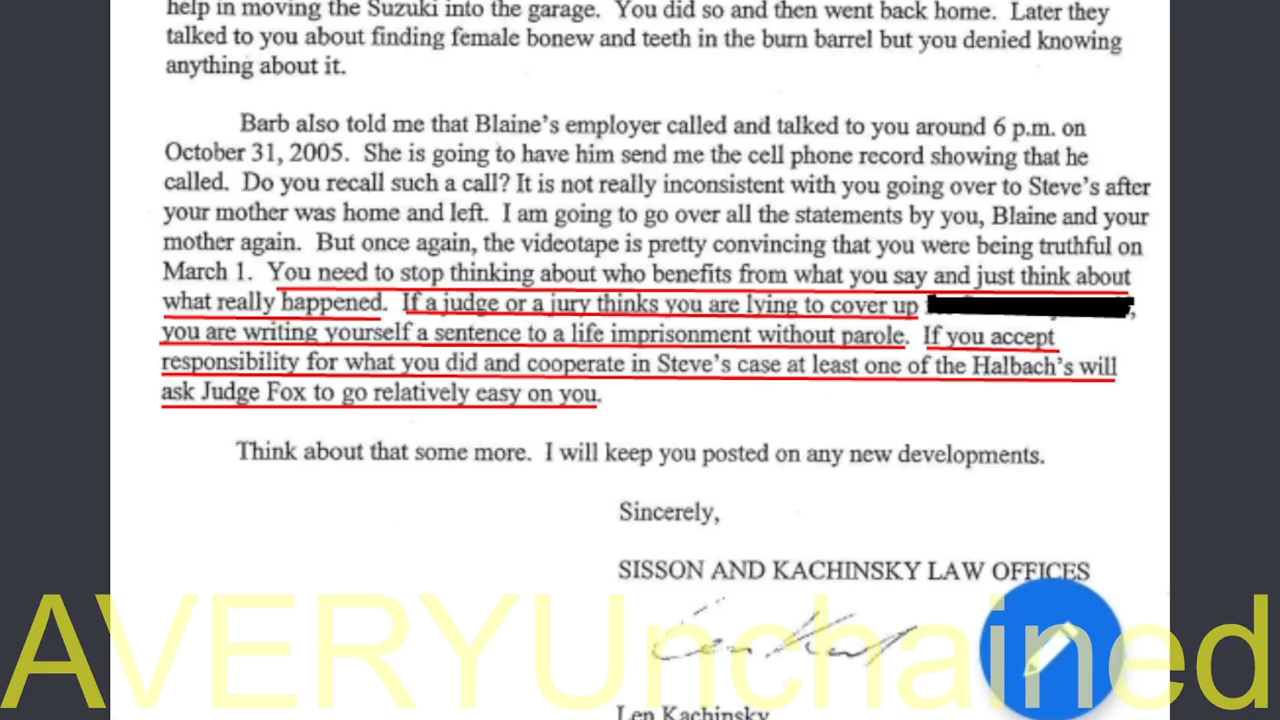 help in moving the Suzuki into the garage. You did so and then went back home. Later they
talked to you about finding female bonew and teeth in the burn barrel but you denied knowing
anything about it.
Barb also told me that Blaine's employer called and talked to you around 6 p.m. on
October 31, 2005. She is going to have him send me the cell phone record showing that he
called. Do you recall such a call? It is not really inconsistent with you going over to Steve's after
your mother was home and left. I am going to go over all the statements by you, Blaine and your
mother again. But once again, the videotape is pretty convincing that you were being truthful on
March 1. You need to stop thinking about who benefits from what you say and just think about
what really happened. If a judge or a jury thinks you are lying to cover up ,
you are writing yourself a sentence to a life imprisonment without parole. If you accept
responsibility for what you did and cooperate in Steve's case at least one of the Halbach's will
ask Judge Fox to go relatively easy on you.
Think about that some more. I will keep you posted on any new developments.
Sincerely,
SISSON AND KACHINSKY LAW OFFICES
Len Kachinsky
AVERYUnchained